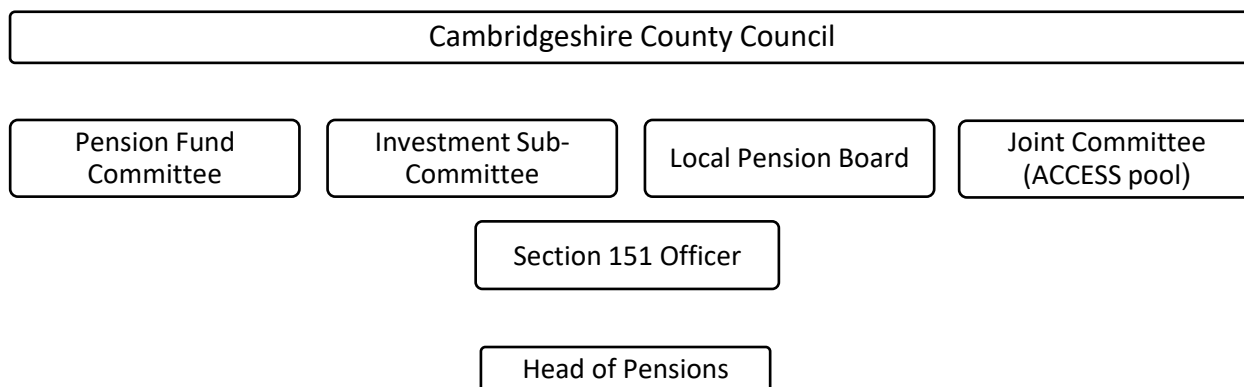 Cambridgeshire County Council
Pension Fund
Committee
Investment Sub-
Committee
Local Pension Board
Joint Committee
(ACCESS pool)
Section 151 Officer
Head of Pensions